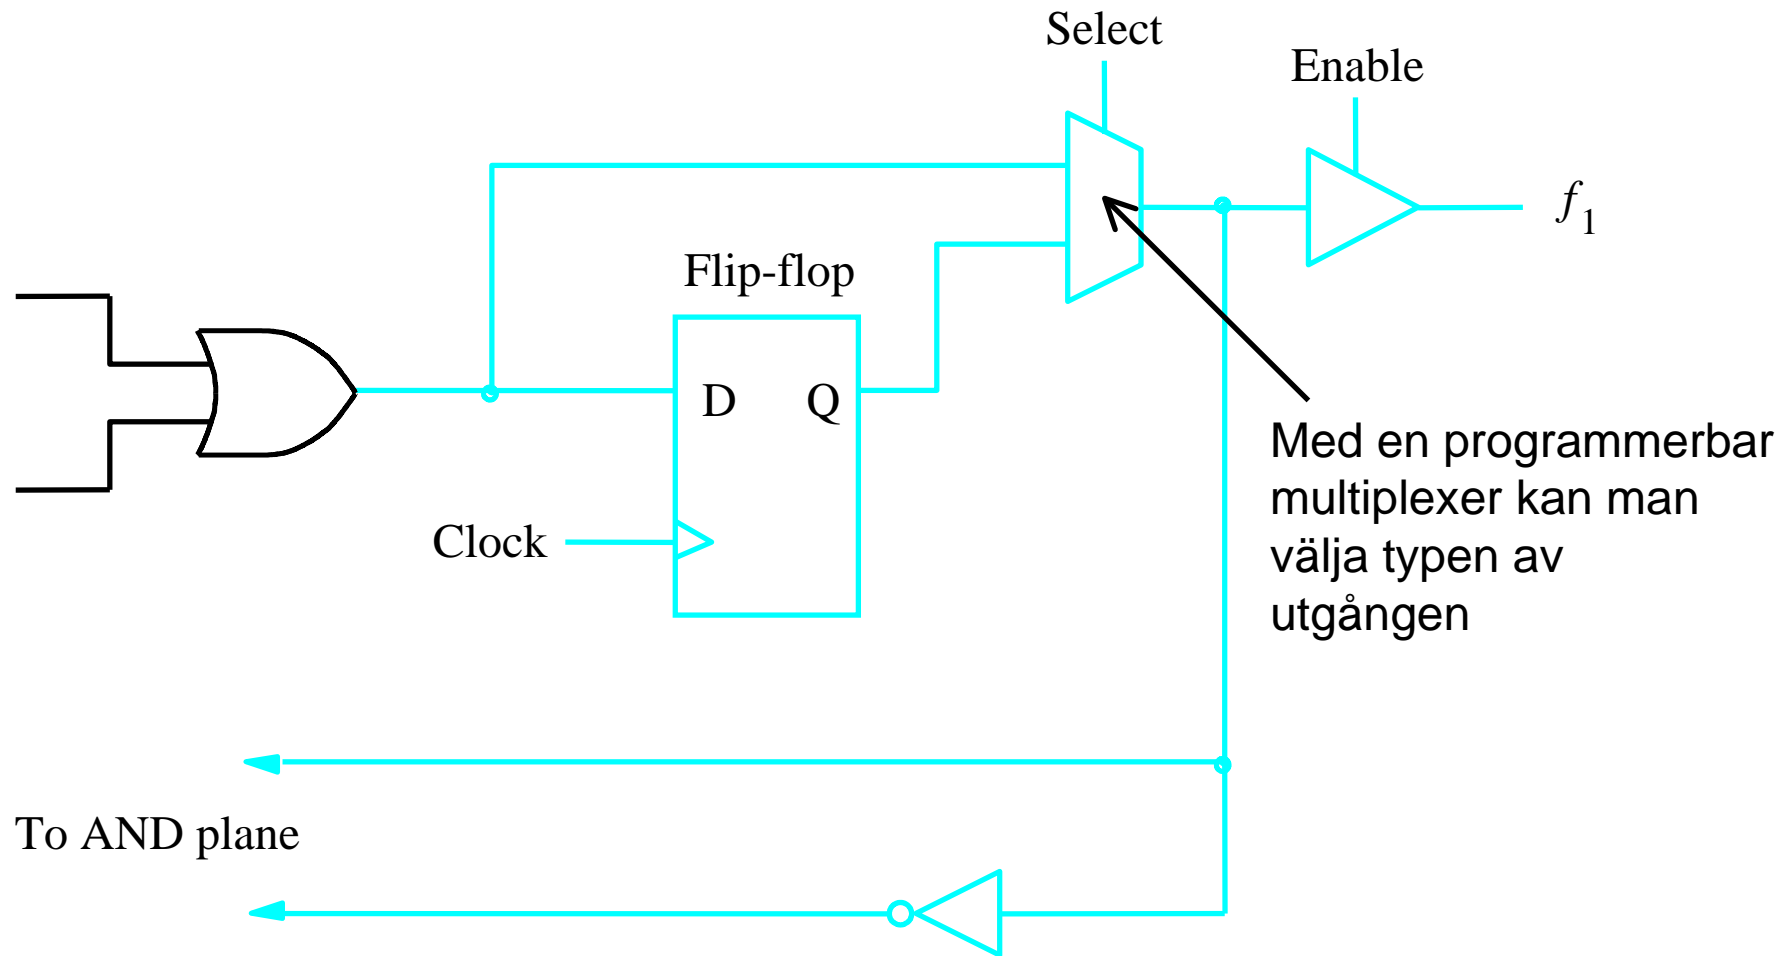 Select
Enable
f1
Flip-flop
D Q
Clock
Med en programmerbar
multiplexer kan man
välja typen av
utgången
To AND plane